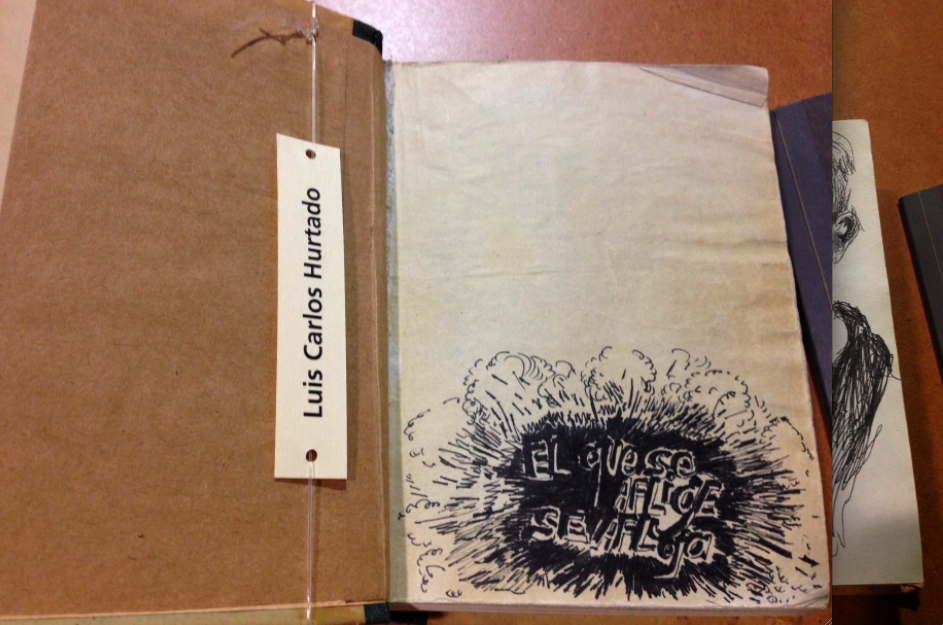 Luis Carlos Hurtado
EL que se
AFLIGE
SE AFLoja